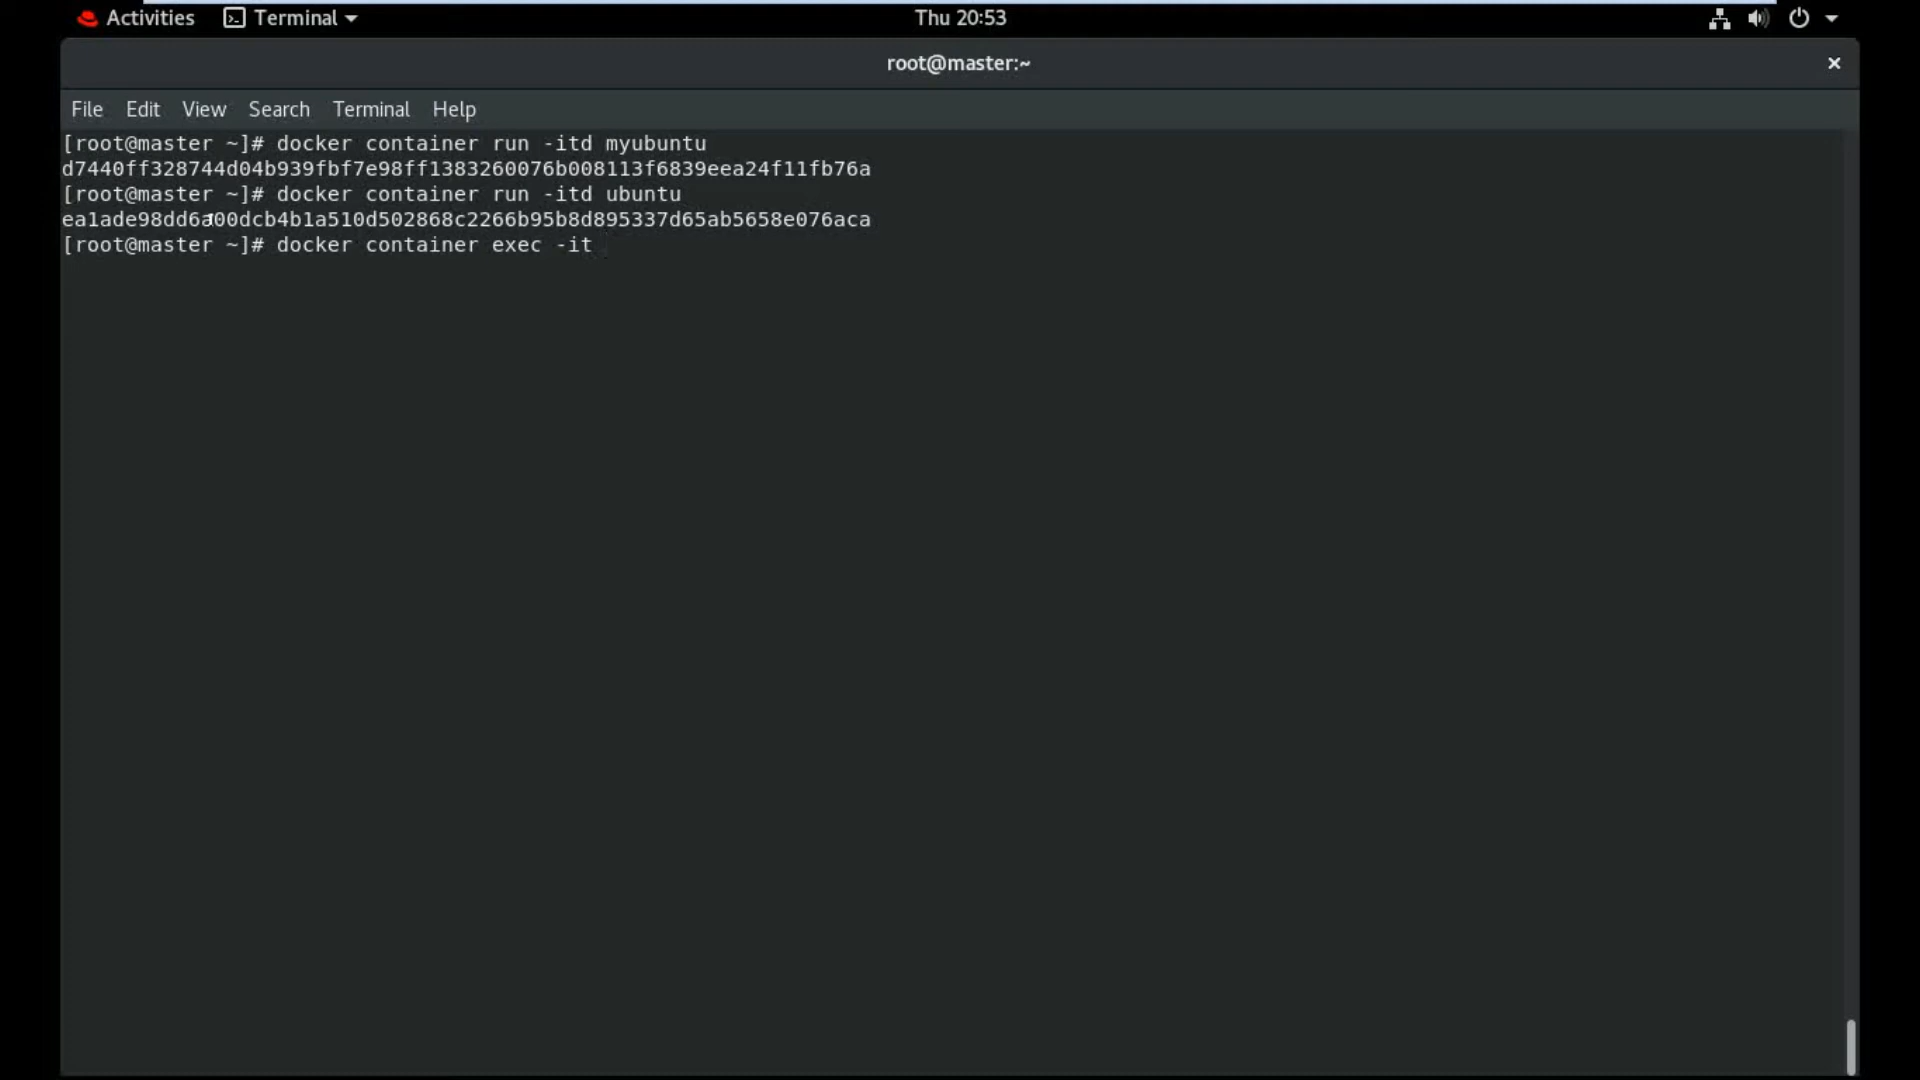 Activities Terminal Thu 20:53
root@master:~
File Edit View Search Terminal Help
[root@master ~]# docker container run -itd myubuntu
d7440ff328744d04b939fbf7e98ff1383260076b008113f6839eea24f11fb76a
[root@master ~]# docker container run -itd ubuntu
ea1ade98dd6a00dcb4b1a510d502868c2266b95b8d895337d65ab5658e076aca
[root@master ~]# docker container exec -it